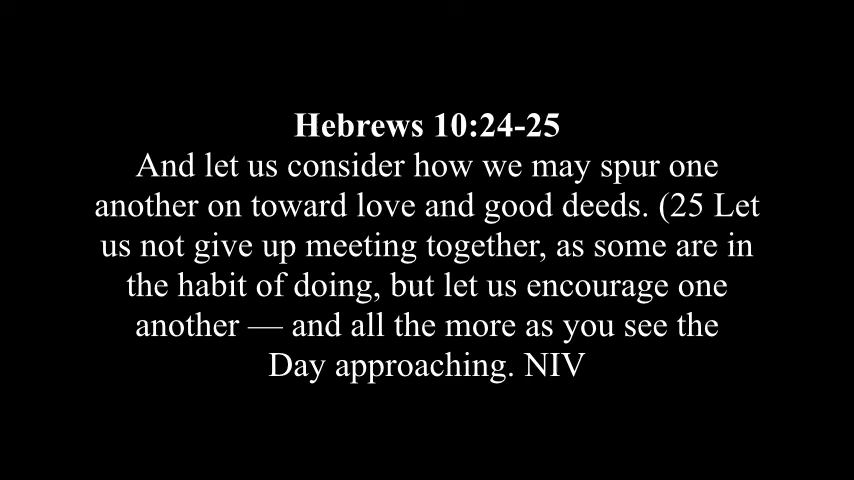 Hebrews 10:24-25
And let us consider how we may spur one
another on toward love and good deeds. (25 Let
us not give up meeting together, as some are in
the habit of doing, but let us encourage one
another — and all the more as you see the
Day approaching. NIV